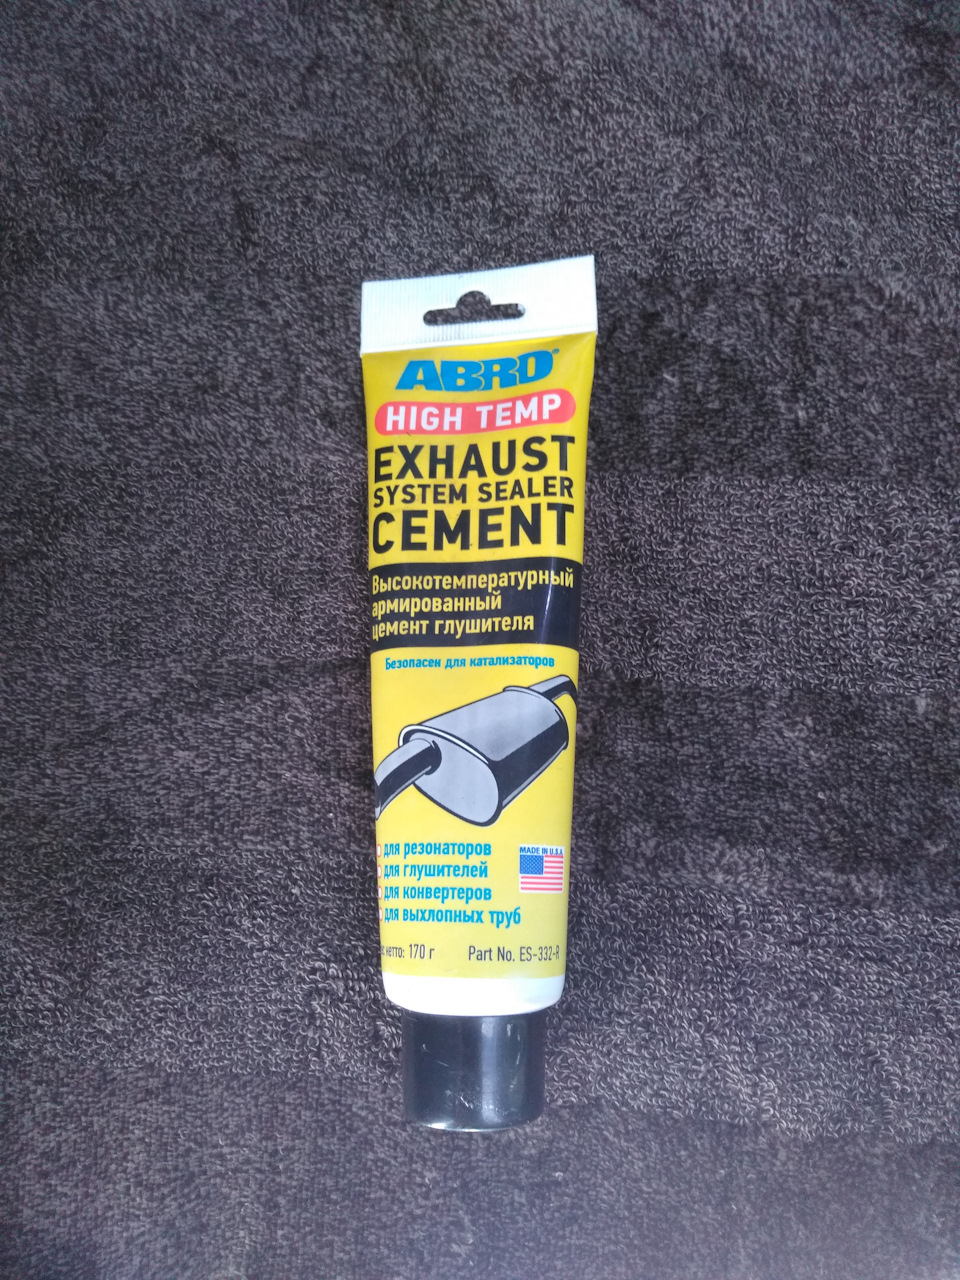 ABRO®
HIGH TEMP
EXHAUST
SYSTEM SEALER
CEMENT
Высокотемпературный
армированный
цемент глушителя
Безопасен для катализаторов
для резонаторов
MADE IN U.S.A
для глушителей
для конвертеров
для выхлопных труб
нетто: 170 г
Part No. ES-332-R